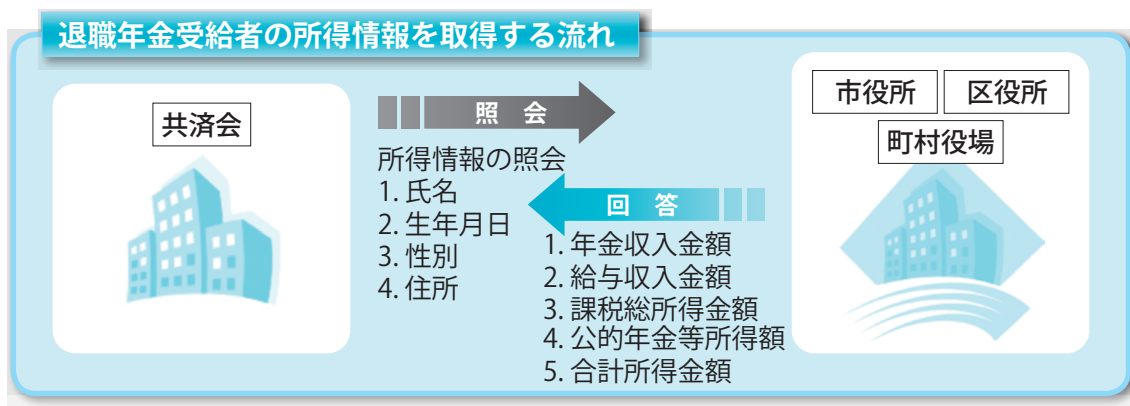 退職年金受給者の所得情報を取得する流れ
共済会
照 会
所得情報の照会
1. 氏名
2. 生年月日
3. 性別
4. 住所
回 答
1. 年金収入金額
2. 給与収入金額
3. 課税総所得金額
4. 公的年金等所得額
5. 合計所得金額
市役所 区役所
町村役場